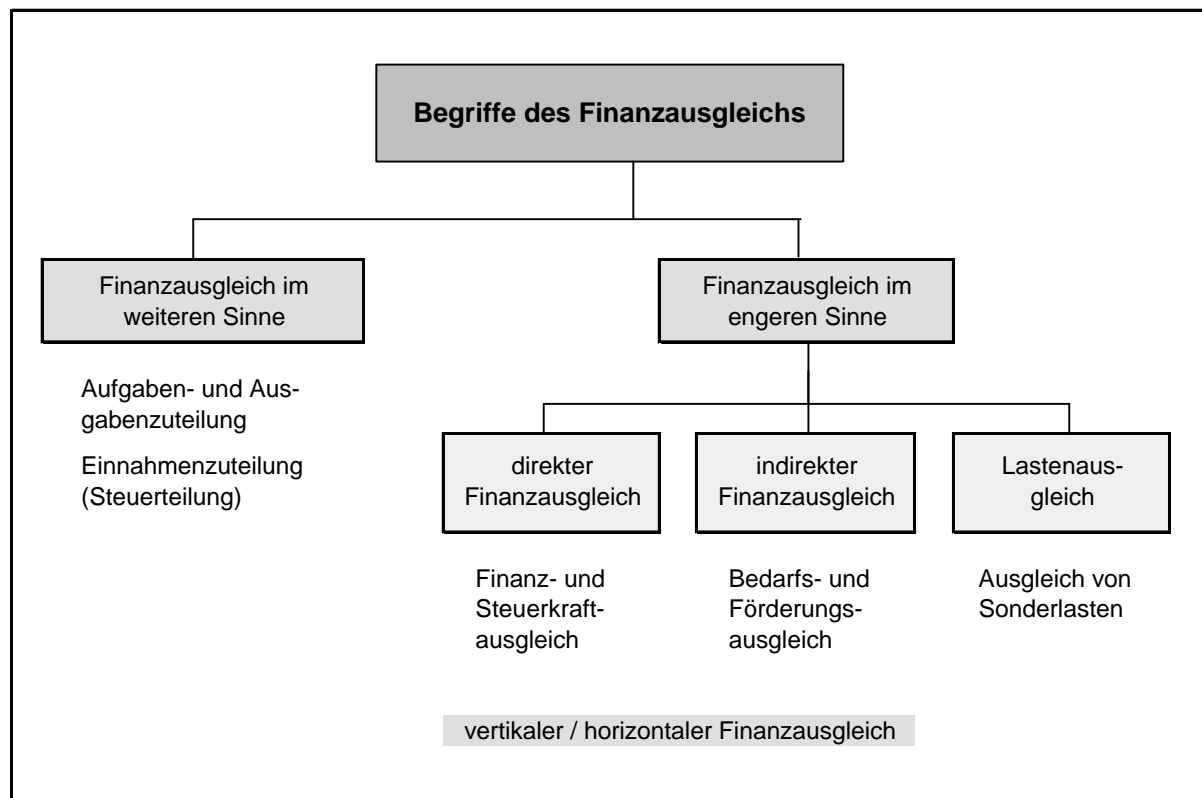 Begriffe des Finanzausgleichs
Finanzausgleich im
weiteren Sinne
Aufgaben- und Aus-
gabenzuteilung
Einnahmenzuteilung
(Steuerteilung)
Finanzausgleich im
engeren Sinne
direkter
Finanzausgleich
Finanz- und
Steuerkraft-
ausgleich
indirekter
Finanzausgleich
Bedarfs- und
Förderungs-
ausgleich
Lastenaus-
gleich
Ausgleich von
Sonderlasten
vertikaler / horizontaler Finanzausgleich